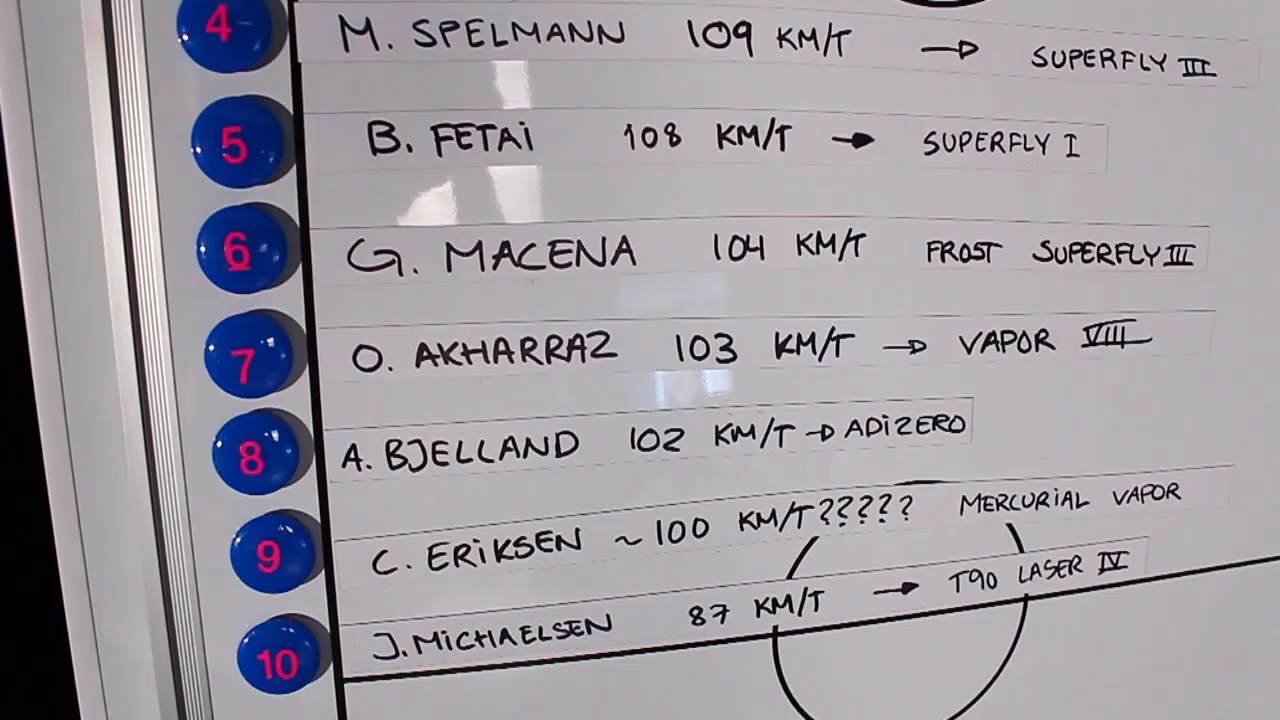 4 M. SPELMANN 109 KM/T → SUPERFLY III
5 B. FETAi 108 KM/T → SUPERFLY I
6 G. MACENA 104 KM/T FROST SUPERFLY III
7 O. AKHARRAZ 103 KM/T → VAPOR VIII
8 A. BJELLAND 102 KM/T → ADiZERO
9 C. ERiKSEN ~100 KM/T????? MERCURiAL VAPOR
10 J. MiCHAELSEN 87 KM/T → T90 LASER IV